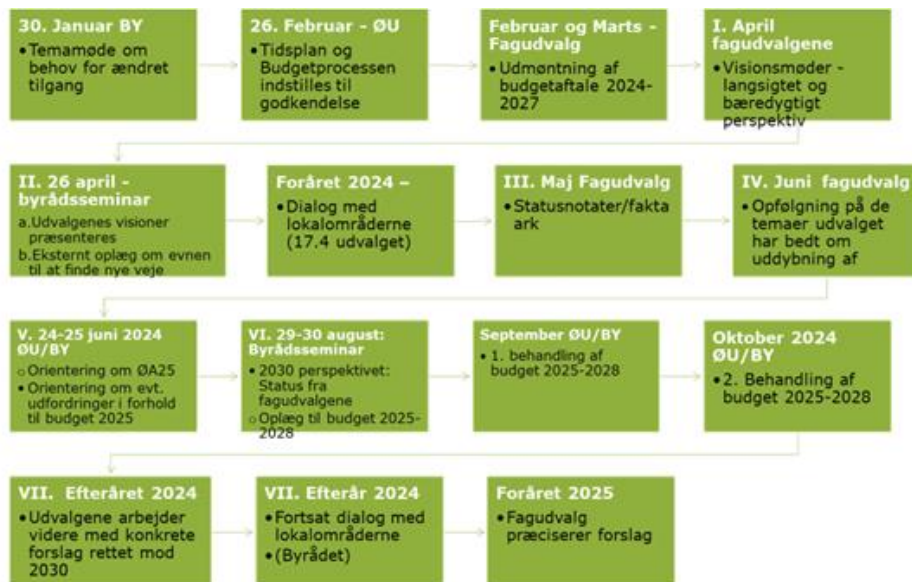 30. Januar BY
• Temamøde om
behov for ændret
tilgang
26. Februar – ØU
• Tidsplan og
Budgetprocessen
indstilles til
godkendelse
Februar og Marts -
Fagudvalg
• Udmøntning af
budgetaftale 2024-
2027
I. April
fagudvalgene
• Visionsmøder -
langsigtet og
bæredygtigt
perspektiv
II. 26 april -
byrådsseminar
a.Udvalgenes visioner
præsenteres
b.Eksternt oplæg om evnen
til at finde nye veje
Foråret 2024 –
• Dialog med
lokalområderne
(17.4 udvalget)
III. Maj Fagudvalg
• Statusnotater/fakta
ark
IV. Juni fagudvalg
• Opfølgning på de
temaer udvalget
har bedt om
uddybning af
V. 24-25 juni 2024
ØU/BY
o Orientering om ØA25
• Orientering om evt.
udfordringer i forhold
til budget 2025
VI. 29-30 august:
Byrådsseminar
• 2030 perspektivet:
Status fra
fagudvalgene
o Oplæg til budget 2025-
2028
September ØU/BY
• 1. behandling af
budget 2025-2028
Oktober 2024
ØU/BY
• 2. Behandling af
budget 2025-2028
VII. Efteråret 2024
• Udvalgene arbejder
videre med konkrete
forslag rettet mod
2030
VII. Efterår 2024
• Fortsat dialog med
lokalområderne
• (Byrådet)
Foråret 2025
• Fagudvalg
præciserer forslag